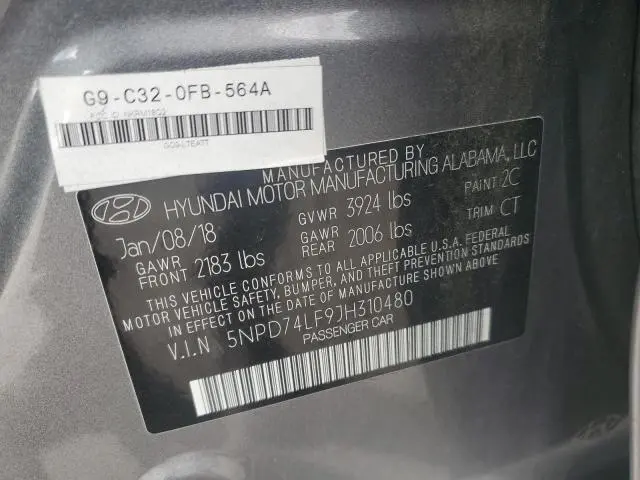 G9-C32-0FB-564A
MANUFACTURED BY
HYUNDAI MOTOR MANUFACTURING ALABAMA, LLC
Jan/08/18 GVWR 3924 lbs PAINT 2C
GAWR FRONT 2183 lbs GAWR REAR 2006 lbs TRIM CT
THIS VEHICLE CONFORMS TO ALL APPLICABLE U.S.A. FEDERAL
MOTOR VEHICLE SAFETY, BUMPER, AND THEFT PREVENTION STANDARDS
IN EFFECT ON THE DATE OF MANUFACTURE SHOWN ABOVE.
V.I.N 5NPD74LF9JH310480
PASSENGER CAR